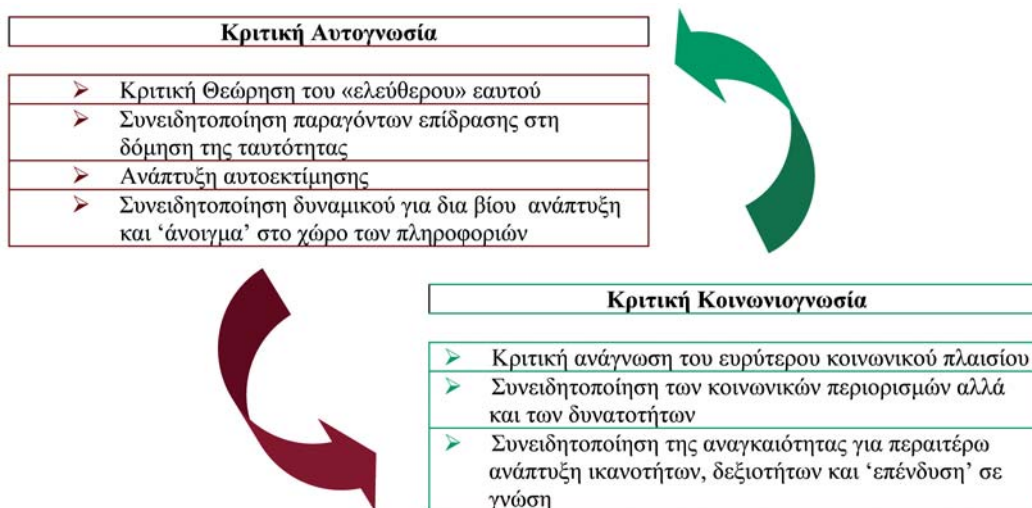 Κριτική Αυτογνωσία
➢ Κριτική Θεώρηση του «ελεύθερου» εαυτού
➢ Συνειδητοποίηση παραγόντων επίδρασης στη
δόμηση της ταυτότητας
➢ Ανάπτυξη αυτοεκτίμησης
➢ Συνειδητοποίηση δυναμικού για δια βίου ανάπτυξη
και ‘άνοιγμα’ στο χώρο των πληροφοριών
Κριτική Κοινωνιογνωσία
➢ Κριτική ανάγνωση του ευρύτερου κοινωνικού πλαισίου
➢ Συνειδητοποίηση των κοινωνικών περιορισμών αλλά
και των δυνατοτήτων
➢ Συνειδητοποίηση της αναγκαιότητας για περαιτέρω
ανάπτυξη ικανοτήτων, δεξιοτήτων και ‘επένδυση’ σε
γνώση